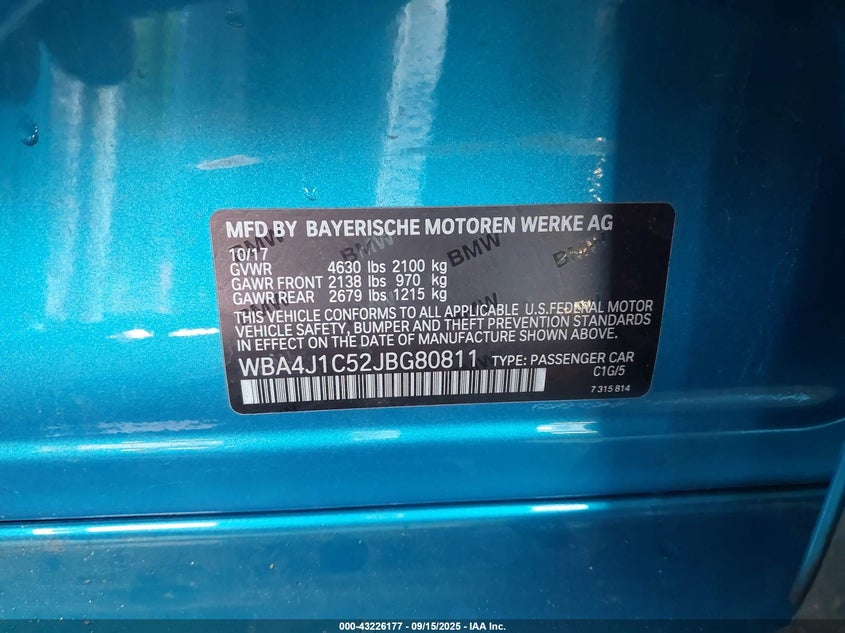 MFD BY BAYERISCHE MOTOREN WERKE AG
10/17
GVWR 4630 lbs 2100 kg
GAWR FRONT 2138 lbs 970 kg
GAWR REAR 2679 lbs 1215 kg
THIS VEHICLE CONFORMS TO ALL APPLICABLE U.S.FEDERAL MOTOR
VEHICLE SAFETY, BUMPER AND THEFT PREVENTION STANDARDS
IN EFFECT ON THE DATE OF MANUFACTURE SHOWN ABOVE.
WBA4J1C52JBG80811 TYPE: PASSENGER CAR
C1G/5
7 315 814
BMW
BMW
BMW
000-43226177 - 09/15/2025 - IAA Inc.